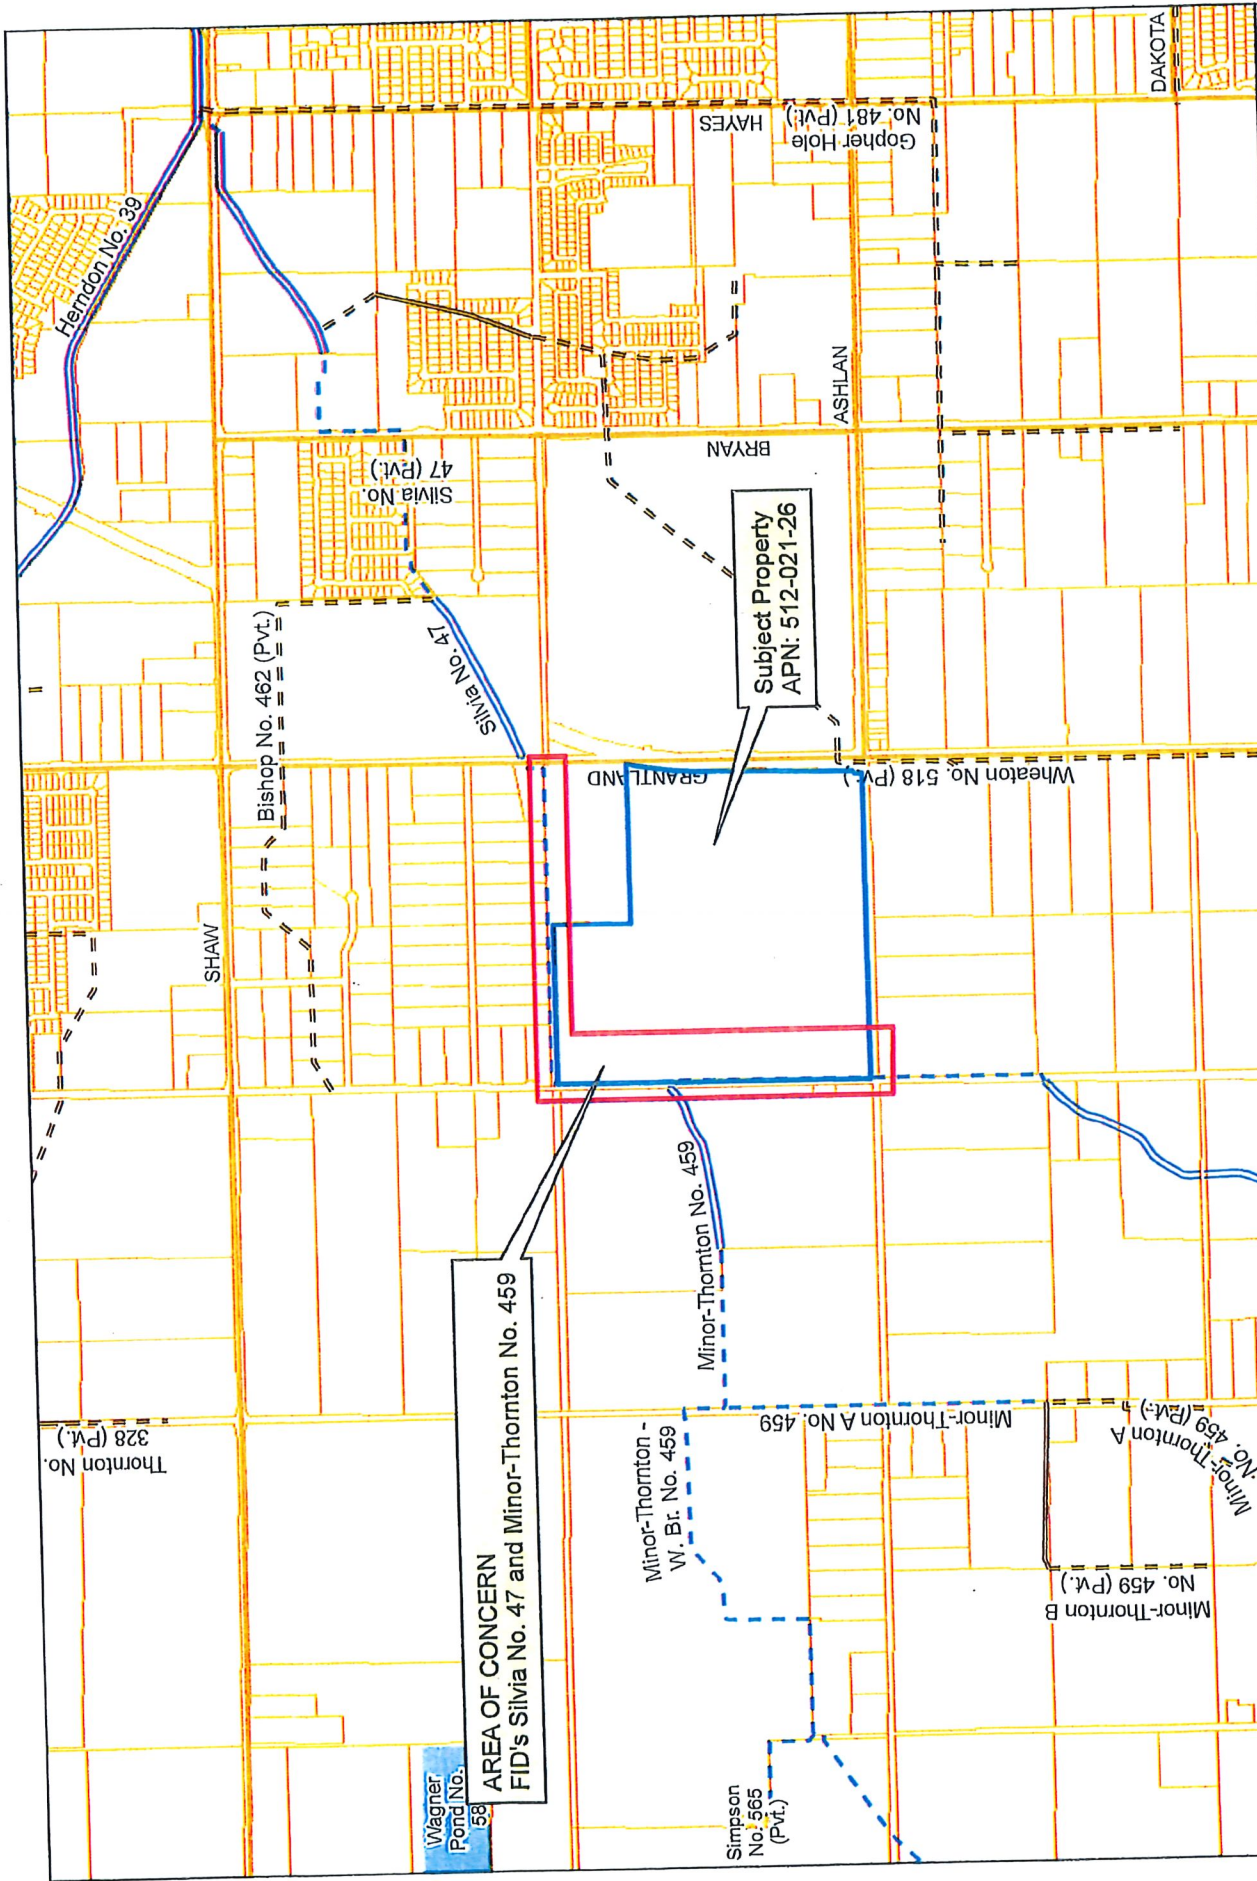 Herndon No. 39
HAYES
Gopher Hole
No. 481 (Pvt.)
DAKOTA
Silvia No.
47 (Pvt.)
BRYAN
ASHLAN
Bishop No. 462 (Pvt.)
Silvia No. 47
Subject Property
APN: 512-021-26
SHAW
GRANTLAND
Wheaton No. 518 (Pvt.)
AREA OF CONCERN
FID's Silvia No. 47 and Minor-Thornton No. 459
Minor-Thornton No. 459
Thornton No.
328 (Pvt.)
Minor-Thornton -
W. Br. No. 459
Minor-Thornton A No. 459
Minor-Thornton A
No. 459 (Pvt.)
Minor-Thornton
No.
Minor-Thornton B
No. 459 (Pvt.)
Wagner
Pond No.
58
Simpson
No. 565
(Pvt.)